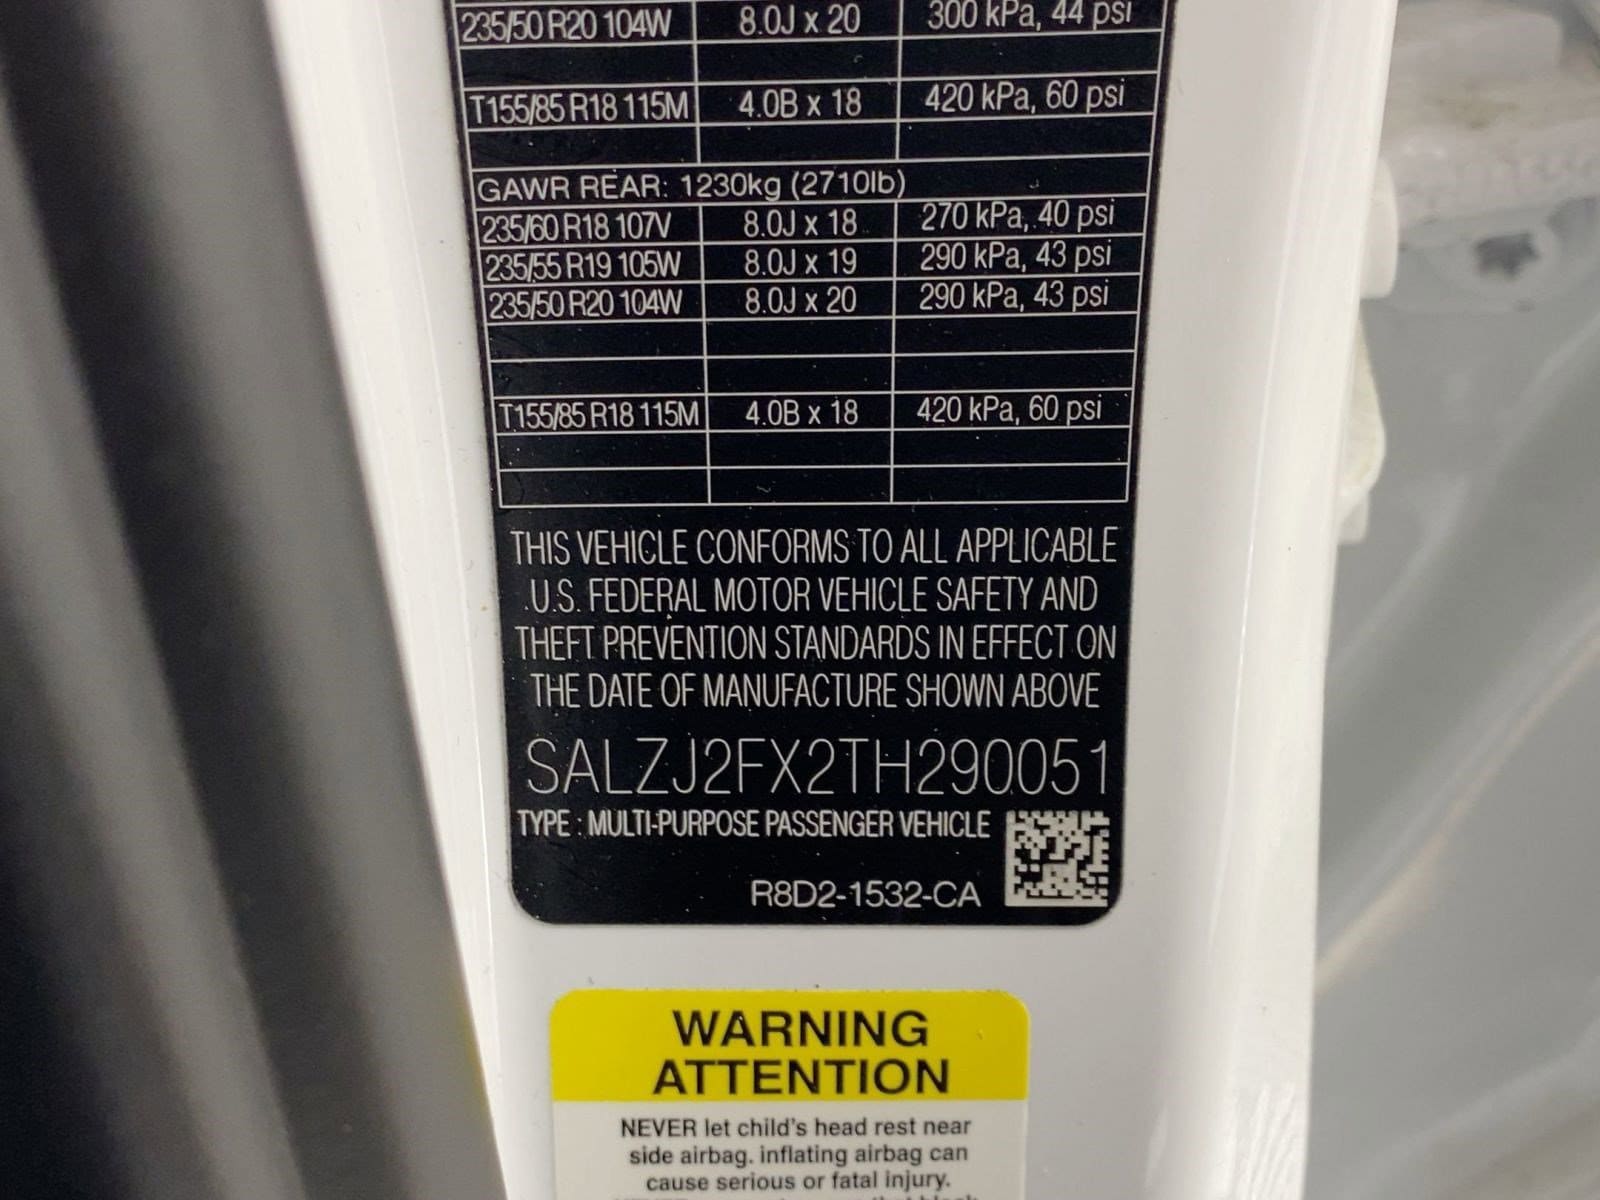 235/50 R20 104W 8.0J x 20 300 kPa, 44 psi
T155/85 R18 115M 4.0B x 18 420 kPa, 60 psi
GAWR REAR: 1230kg (2710lb)
235/60 R18 107V 8.0J x 18 270 kPa, 40 psi
235/55 R19 105W 8.0J x 19 290 kPa, 43 psi
235/50 R20 104W 8.0J x 20 290 kPa, 43 psi
T155/85 R18 115M 4.0B x 18 420 kPa, 60 psi
THIS VEHICLE CONFORMS TO ALL APPLICABLE
U.S. FEDERAL MOTOR VEHICLE SAFETY AND
THEFT PREVENTION STANDARDS IN EFFECT ON
THE DATE OF MANUFACTURE SHOWN ABOVE
SALZJ2FX2TH290051
TYPE : MULTI-PURPOSE PASSENGER VEHICLE
R8D2-1532-CA
WARNING
ATTENTION
NEVER let child's head rest near
side airbag. inflating airbag can
cause serious or fatal injury.